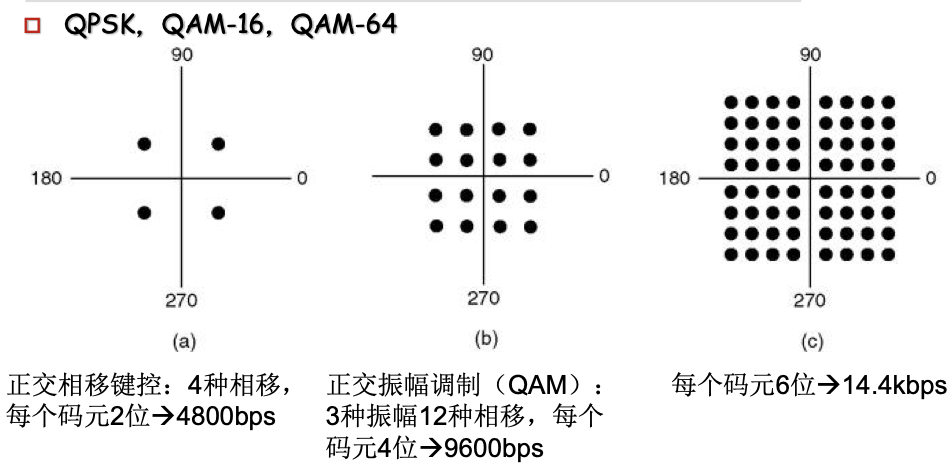 QPSK, QAM-16, QAM-64
90
180
0
270
(a)
90
0
270
(b)
90
180
0
270
(c)
正交相移键控：4种相移，
每个码元2位→4800bps
正交振幅调制（QAM）：
3种振幅12种相移，每个
码元4位→9600bps
每个码元6位→14.4kbps